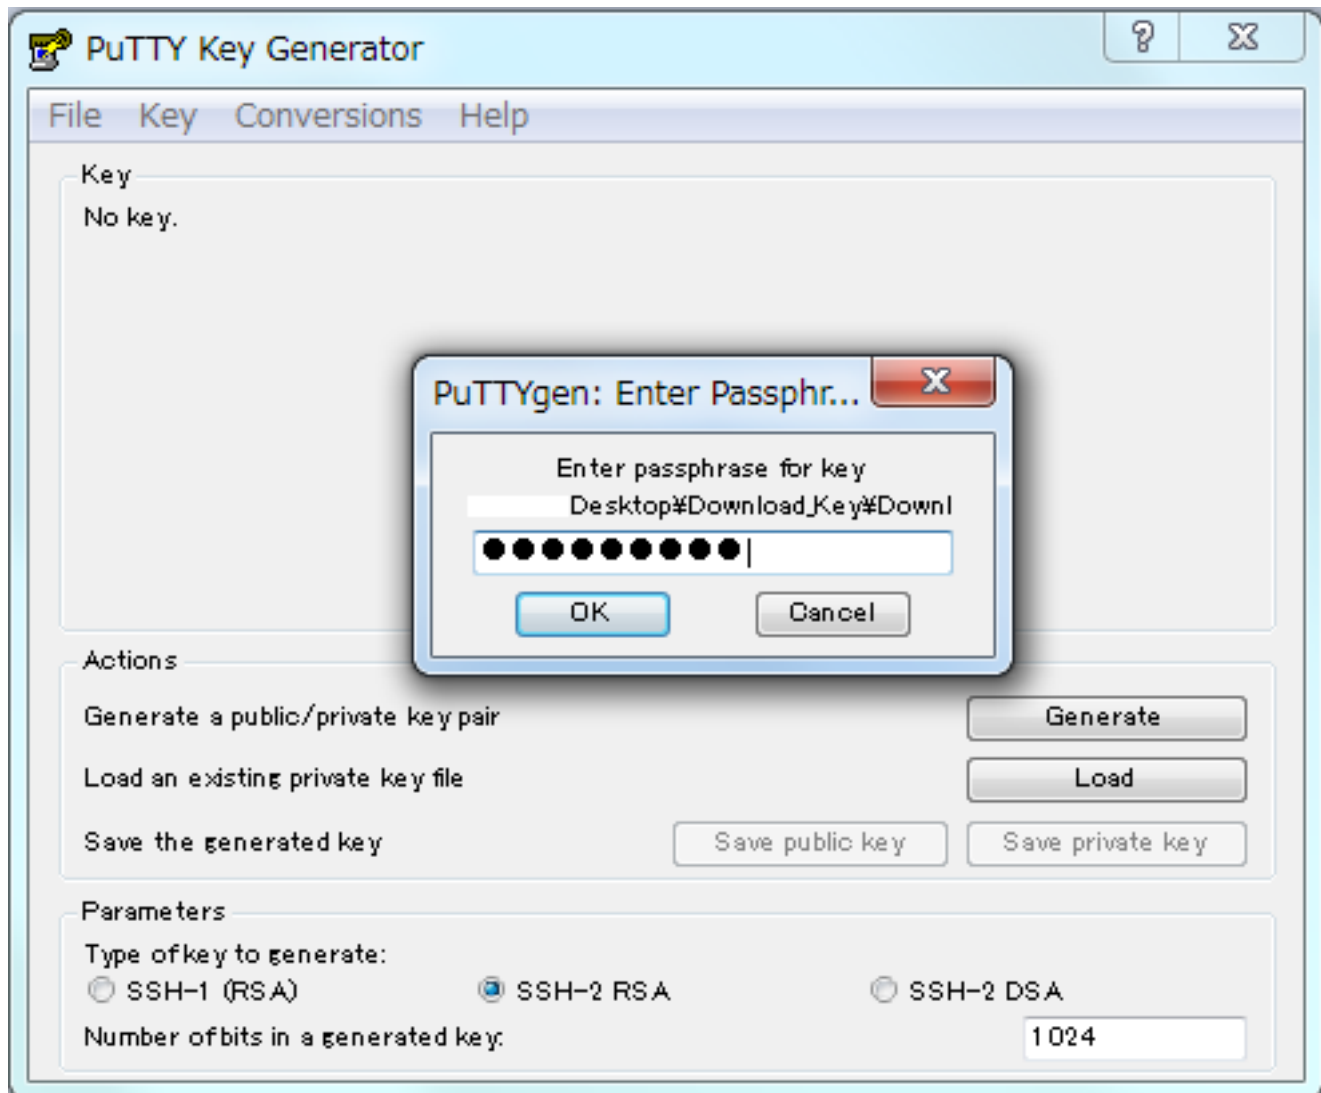 PuTTY Key Generator
File Key Conversions Help
Key
No key.
PuTTYgen: Enter Passphr...
Enter passphrase for key
Desktop¥Download_Key¥Downl
●●●●●●●●●
OK Cancel
Actions
Generate a public/private key pair Generate
Load an existing private key file Load
Save the generated key Save public key Save private key
Parameters
Type of key to generate:
SSH-1 (RSA) SSH-2 RSA SSH-2 DSA
Number of bits in a generated key: 1024